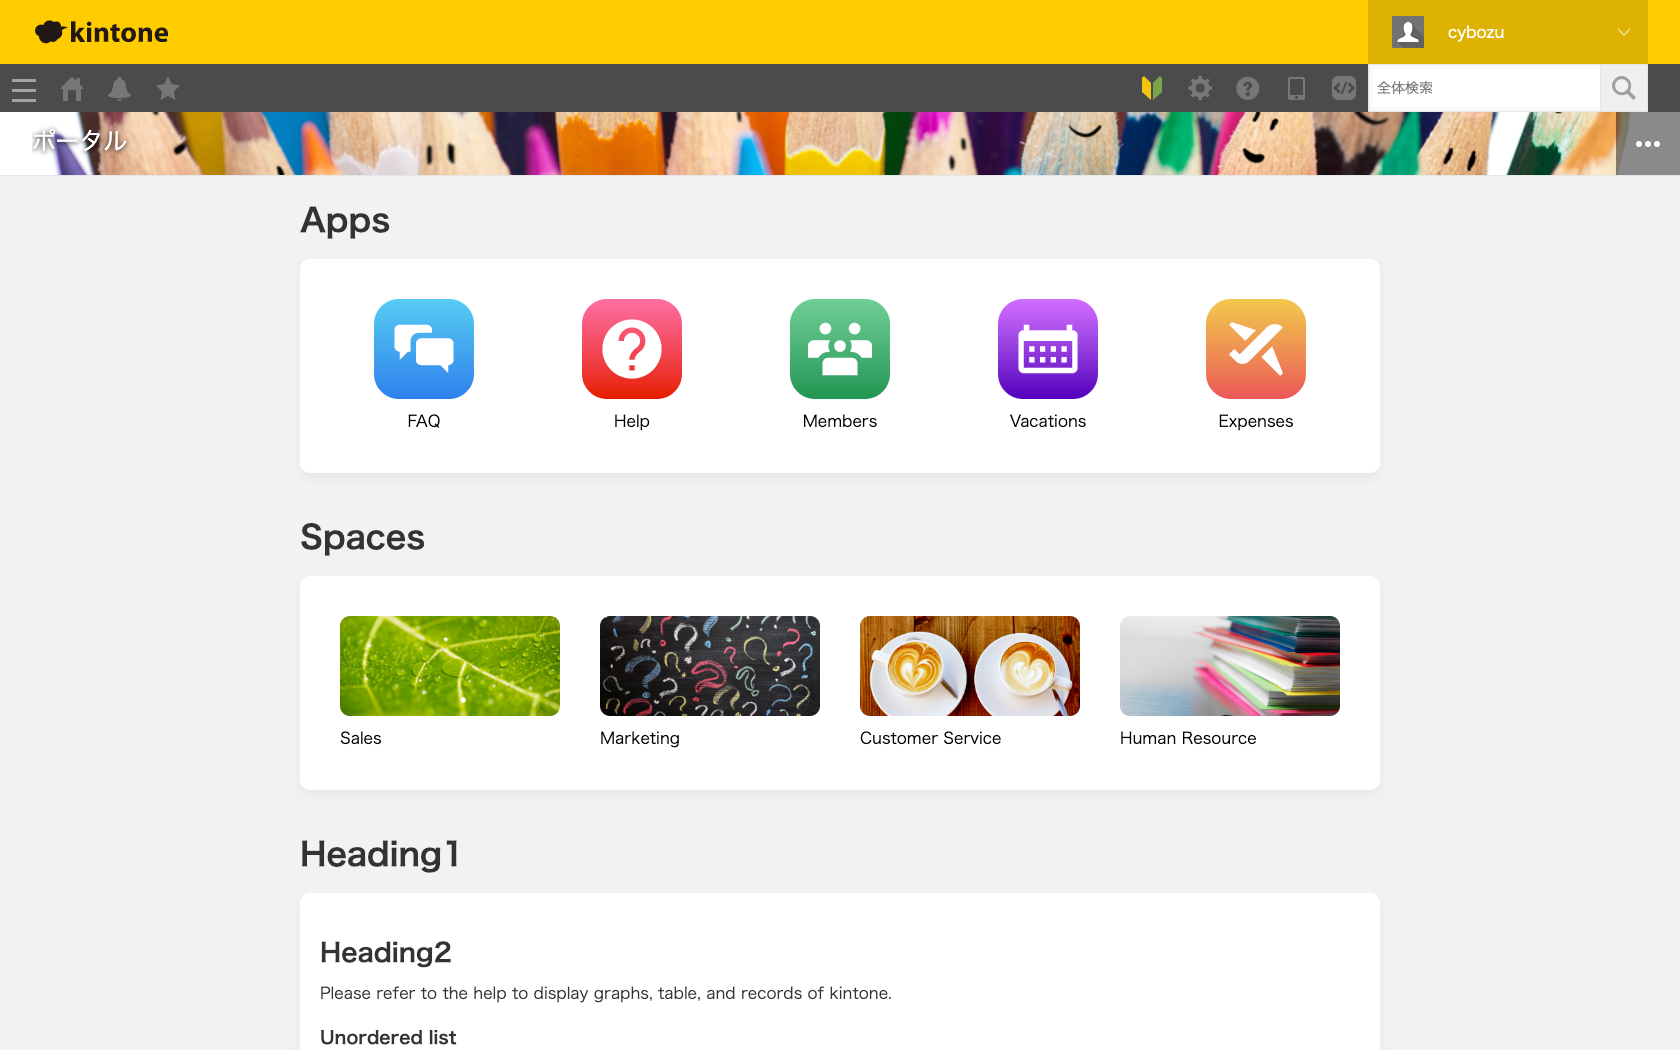 kintone
cybozu
全体検索
ポータル
Apps
FAQ
Help
Members
Vacations
Expenses
Spaces
Sales
Marketing
Customer Service
Human Resource
Heading1
Heading2
Please refer to the help to display graphs, table, and records of kintone.
Unordered list